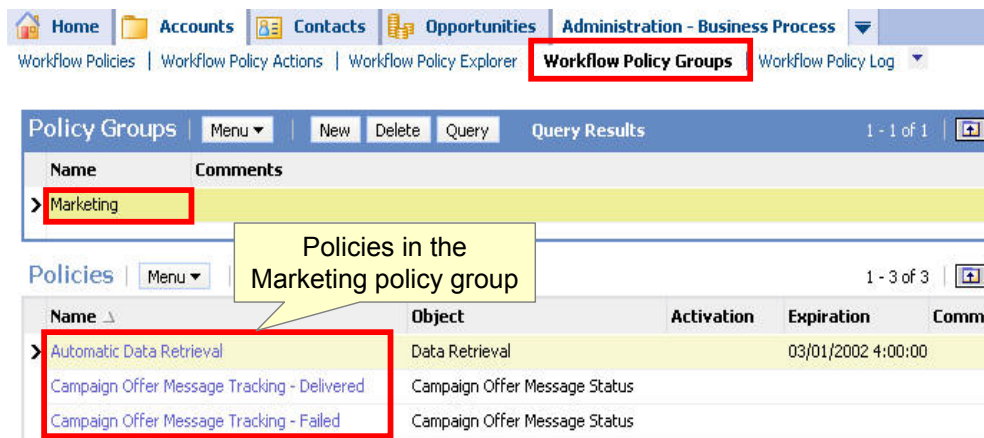 Home Accounts Contacts Opportunities Administration - Business Process
Workflow Policies | Workflow Policy Actions | Workflow Policy Explorer Workflow Policy Groups | Workflow Policy Log
Policy Groups | Menu | New Delete Query Query Results 1 - 1 of 1
Name Comments
Marketing
Policies in the
Marketing policy group
Policies | Menu | 1 - 3 of 3
Name Object Activation Expiration Comm
Automatic Data Retrieval Data Retrieval 03/01/2002 4:00:00
Campaign Offer Message Tracking - Delivered Campaign Offer Message Status
Campaign Offer Message Tracking - Failed Campaign Offer Message Status